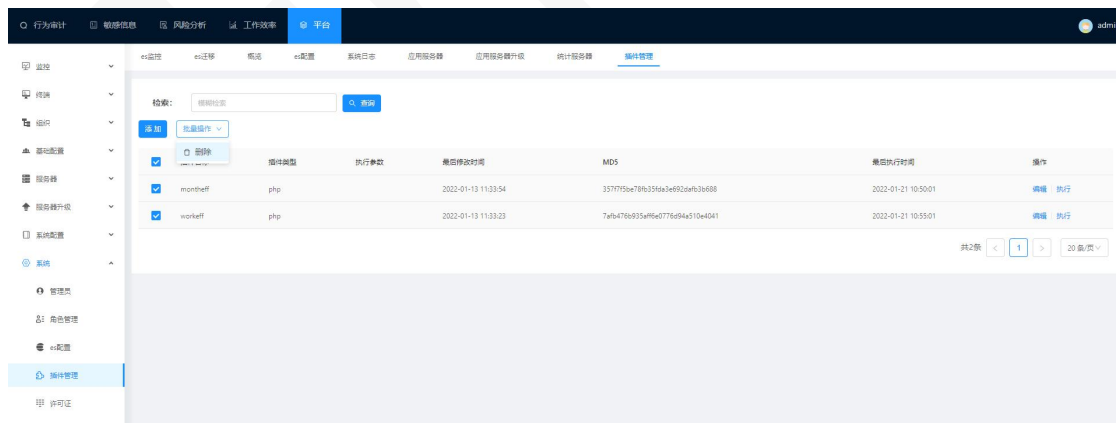 行为审计 敏感信息 风险分析 工作效率 平台 admi
es监控 es迁移 概览 es配置 系统日志 应用服务器 应用服务器升级 统计服务器 插件管理
监控
终端
组织
基础配置
服务器
服务器升级
系统配置
系统
管理员
角色管理
es配置
插件管理
许可证
检索: 模糊检索 查询
添加 批量操作
删除
插件类型 执行参数 最后修改时间 MD5 最后执行时间 操作
montheff php 2022-01-13 11:33:54 357f7f5be78fb35fda3e692dafb3b688 2022-01-21 10:50:01 编辑 执行
workeff php 2022-01-13 11:33:23 7afb476b935aff6e0776d94a510e4041 2022-01-21 10:55:01 编辑 执行
共2条 < 1 > 20 条/页